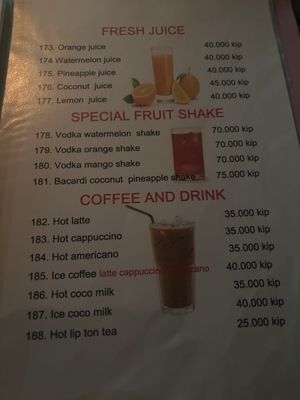 FRESH JUICE
173. Orange juice 40.000 kip
174 Watermelon juice 40.000 kip
175. Pineapple juice 40.000 kip
176. Coconut juice 45.000 kip
177. Lemon juice 40.000 kip
SPECIAL FRUIT SHAKE
178. Vodka watermelon shake 70.000 kip
179. Vodka orange shake 70.000 kip
180. Vodka mango shake 70.000 kip
181. Bacardi coconut pineapple shake 75.000 kip
COFFEE AND DRINK
182. Hot latte 35.000 kip
183. Hot cappuccino 35.000 kip
184. Hot americano 35.000 kip
185. Ice coffee latte cappuccino americano 40.000 kip
186. Hot coco milk 35.000 kip
187. Ice coco milk 40,000 kip
188. Hot lip ton tea 25.000 kip